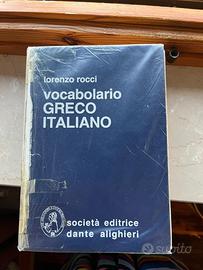 lorenzo rocci
vocabolario
GRECO
ITALIANO
società editrice
dante alighieri
subito